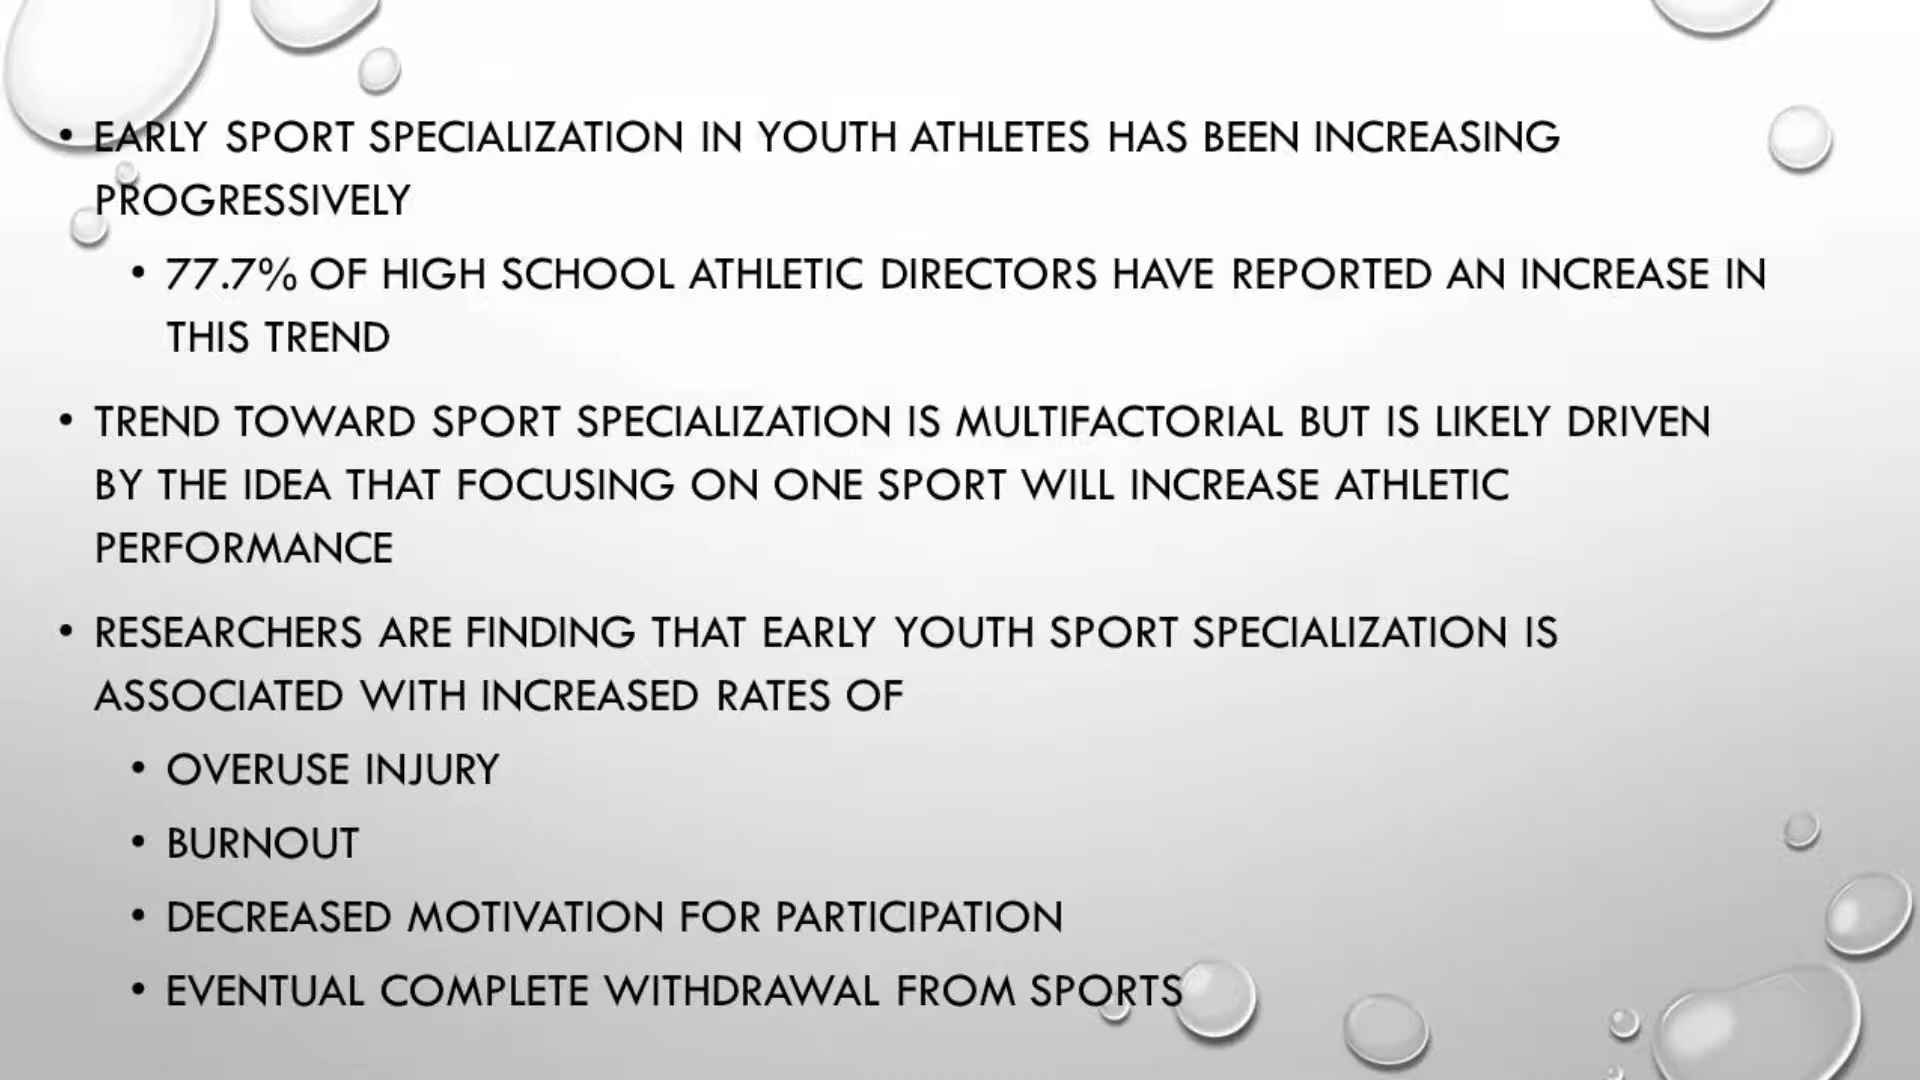 • EARLY SPORT SPECIALIZATION IN YOUTH ATHLETES HAS BEEN INCREASING
PROGRESSIVELY
• 77.7% OF HIGH SCHOOL ATHLETIC DIRECTORS HAVE REPORTED AN INCREASE IN
THIS TREND
• TREND TOWARD SPORT SPECIALIZATION IS MULTIFACTORIAL BUT IS LIKELY DRIVEN
BY THE IDEA THAT FOCUSING ON ONE SPORT WILL INCREASE ATHLETIC
PERFORMANCE
• RESEARCHERS ARE FINDING THAT EARLY YOUTH SPORT SPECIALIZATION IS
ASSOCIATED WITH INCREASED RATES OF
• OVERUSE INJURY
• BURNOUT
• DECREASED MOTIVATION FOR PARTICIPATION
• EVENTUAL COMPLETE WITHDRAWAL FROM SPORTS